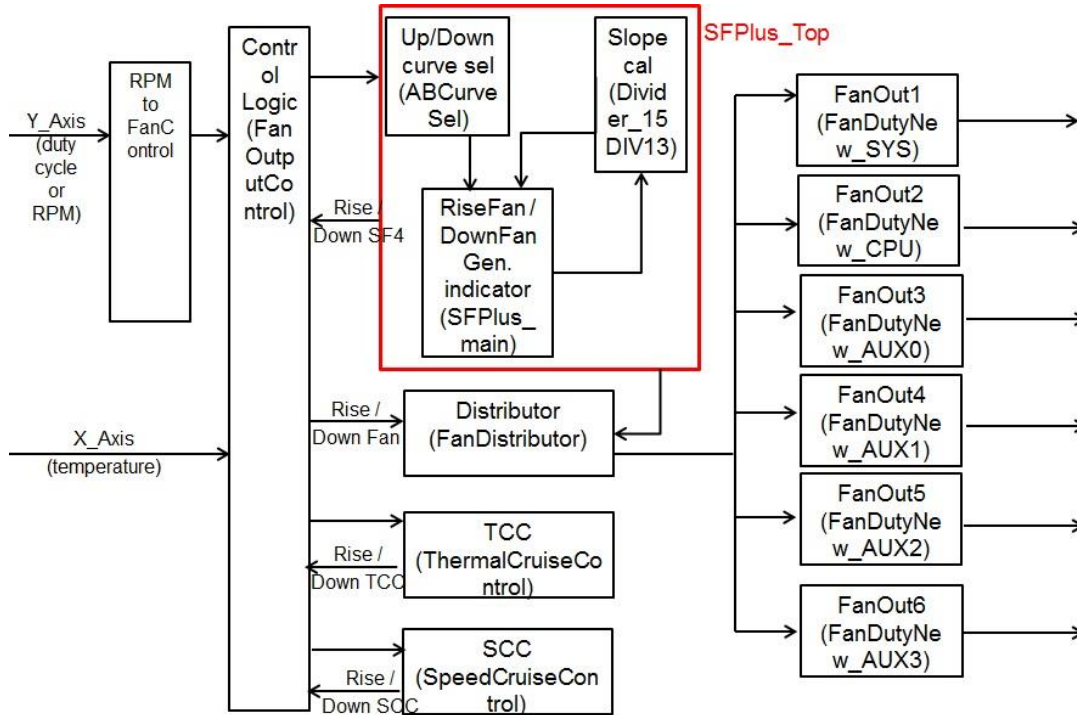 Y_Axis
(duty
cycle
or
RPM)
X_Axis
(temperature)
RPM
to
FanC
ontrol
Contr
ol
Logic
(Fan
Outp
utCo
ntrol)
SFPlus_Top
Up/Down
curve sel
(ABCurve
Sel)
Slope
cal
(Divid
er_15
DIV13)
RiseFan /
DownFan
Gen.
indicator
(SFPlus_
main)
Rise /
Down SF4
Rise /
Down Fan
Distributor
(FanDistributor)
TCC
(ThermalCruiseCo
ntrol)
Rise /
Down TCC
SCC
(SpeedCruiseCon
trol)
Rise /
Down SCC
FanOut1
(FanDutyNe
w_SYS)
FanOut2
(FanDutyNe
w_CPU)
FanOut3
(FanDutyNe
w_AUX0)
FanOut4
(FanDutyNe
w_AUX1)
FanOut5
(FanDutyNe
w_AUX2)
FanOut6
(FanDutyNe
w_AUX3)